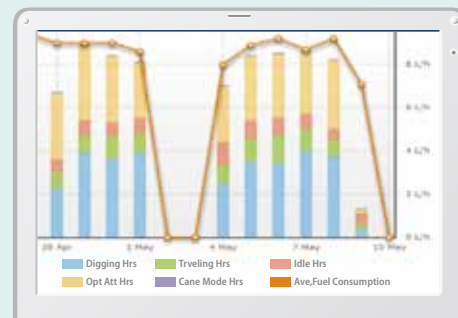 8 L/h
6 L/h
4 L/h
2 L/h
0 L/h
28 Apr
1 May
4 May
7 May
10 May
Digging Hrs
Trveling Hrs
Idle Hrs
Opt Att Hrs
Cane Mode Hrs
Ave,Fuel Consumption